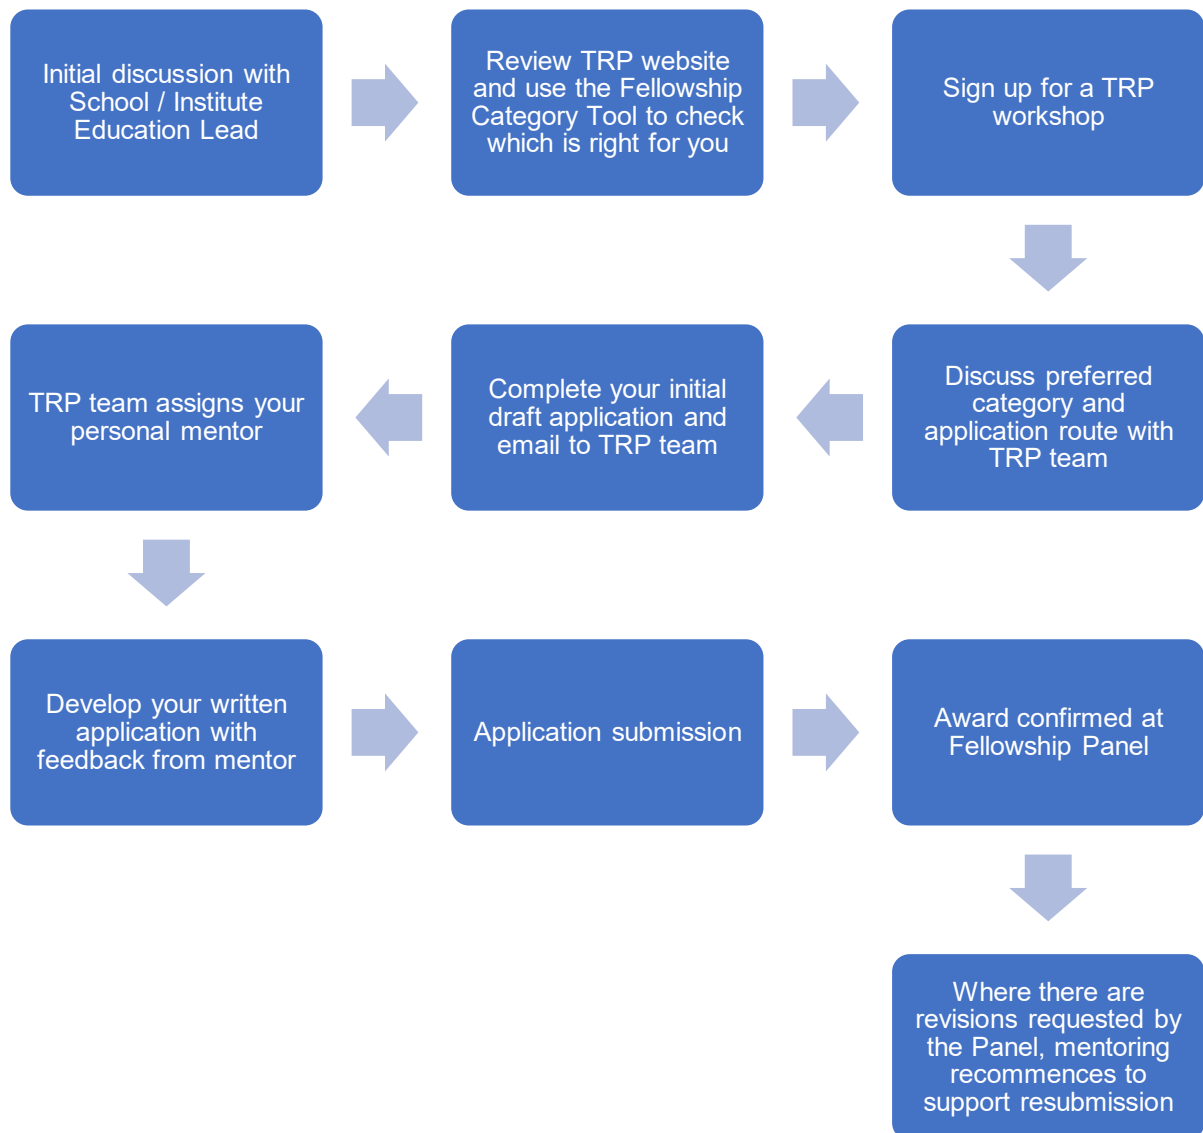 Initial discussion with
School / Institute
Education Lead
Review TRP website
and use the Fellowship
Category Tool to check
which is right for you
Sign up for a TRP
workshop
Discuss preferred
category and
application route with
TRP team
Complete your initial
draft application and
email to TRP team
TRP team assigns your
personal mentor
Develop your written
application with
feedback from mentor
Application submission
Award confirmed at
Fellowship Panel
Where there are
revisions requested by
the Panel, mentoring
recommences to
support resubmission